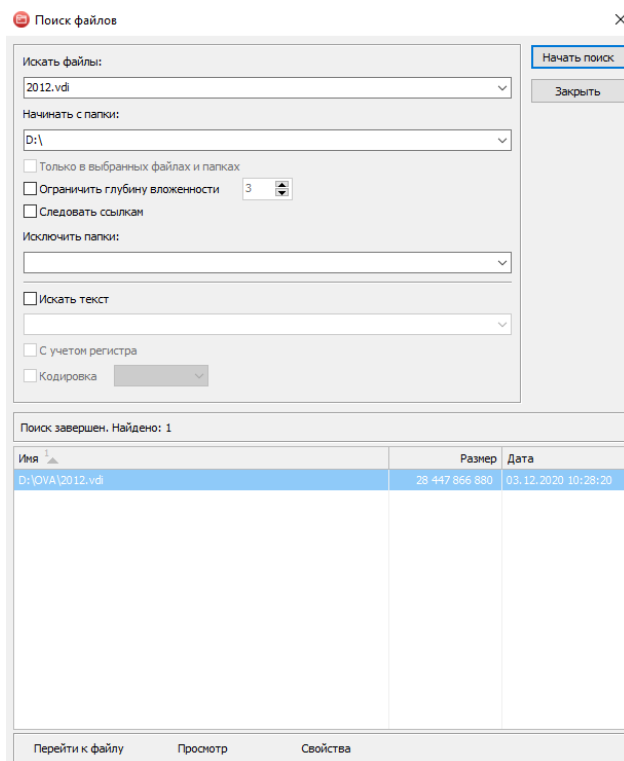 Поиск файлов
Искать файлы:
2012.vdi
Начать поиск
Закрыть
Начинать с папки:
D:\
Только в выбранных файлах и папках
Ограничить глубину вложенности 3
Следовать ссылкам
Исключить папки:
Искать текст
С учетом регистра
Кодировка
Поиск завершен. Найдено: 1
Имя 1 Размер Дата
D:\OVA\2012.vdi 28 447 866 880 03.12.2020 10:28:20
Перейти к файлу Просмотр Свойства